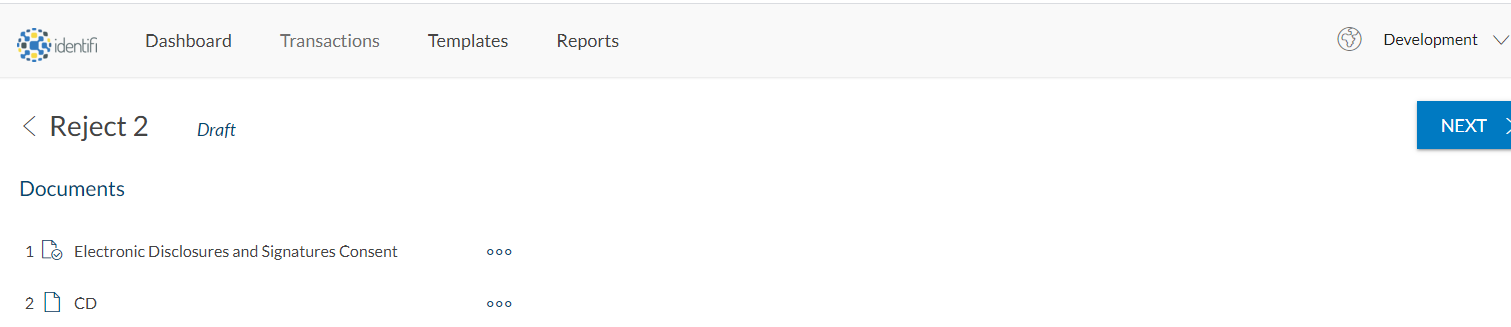 identifi Dashboard Transactions Templates Reports Development
Reject 2 Draft NEXT
Documents
1 Electronic Disclosures and Signatures Consent
2 CD